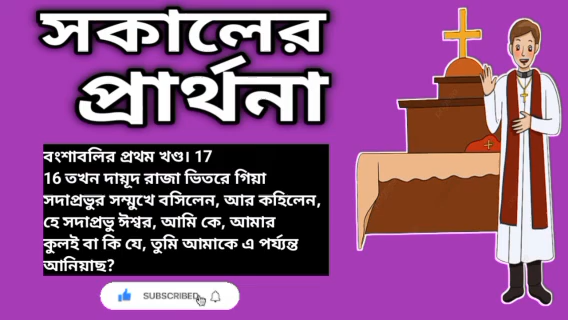 সকালের
প্রার্থনা
বংশাবলির প্রথম খণ্ড। 17
16 তখন দায়ূদ রাজা ভিতরে গিয়া
সদাপ্রভুর সম্মুখে বসিলেন, আর কহিলেন,
হে সদাপ্রভু ঈশ্বর, আমি কে, আমার
কুলই বা কি যে, তুমি আমাকে এ পর্য্যন্ত
আনিয়াছ?
SUBSCRIBED